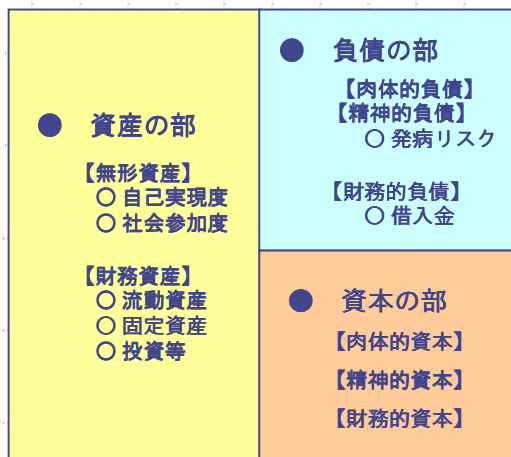 ● 資産の部
【無形資産】
○ 自己実現度
○ 社会参加度
【財務資産】
○ 流動資産
○ 固定資産
○ 投資等
● 負債の部
【肉体的負債】
【精神的負債】
○ 発病リスク
【財務的負債】
○ 借入金
● 資本の部
【肉体的資本】
【精神的資本】
【財務的資本】